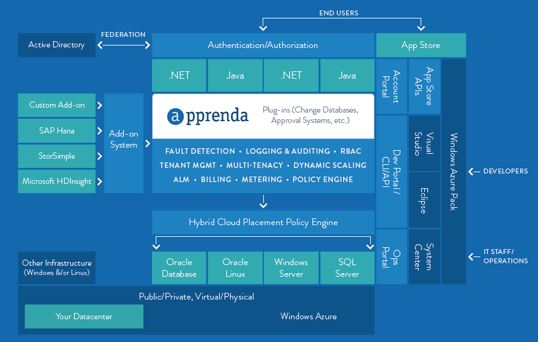 END USERS
FEDERATION
Active Directory
Authentication/Authorization
App Store
.NET
Java
.NET
Java
Account
Portal
App Store
APIs
Custom Add-on
SAP Hana
StorSimple
Microsoft HDInsight
Add-on
System
apprenda
Plug-ins (Change Databases,
Approval Systems, etc.)
FAULT DETECTION • LOGGING & AUDITING • RBAC
TENANT MGMT • MULTI-TENACY • DYNAMIC SCALING
ALM • BILLING • METERING • POLICY ENGINE
Dev Portal /
CLI/API
Visual
Studio
Eclipse
Windows Azure Pack
DEVELOPERS
Hybrid Cloud Placement Policy Engine
Ops
Portal
System
Center
IT STAFF/
OPERATIONS
Other Infrastructure
(Windows &/or Linux)
Oracle
Database
Oracle
Linux
Windows
Server
SQL
Server
Public/Private, Virtual/Physical
Your Datacenter
Windows Azure